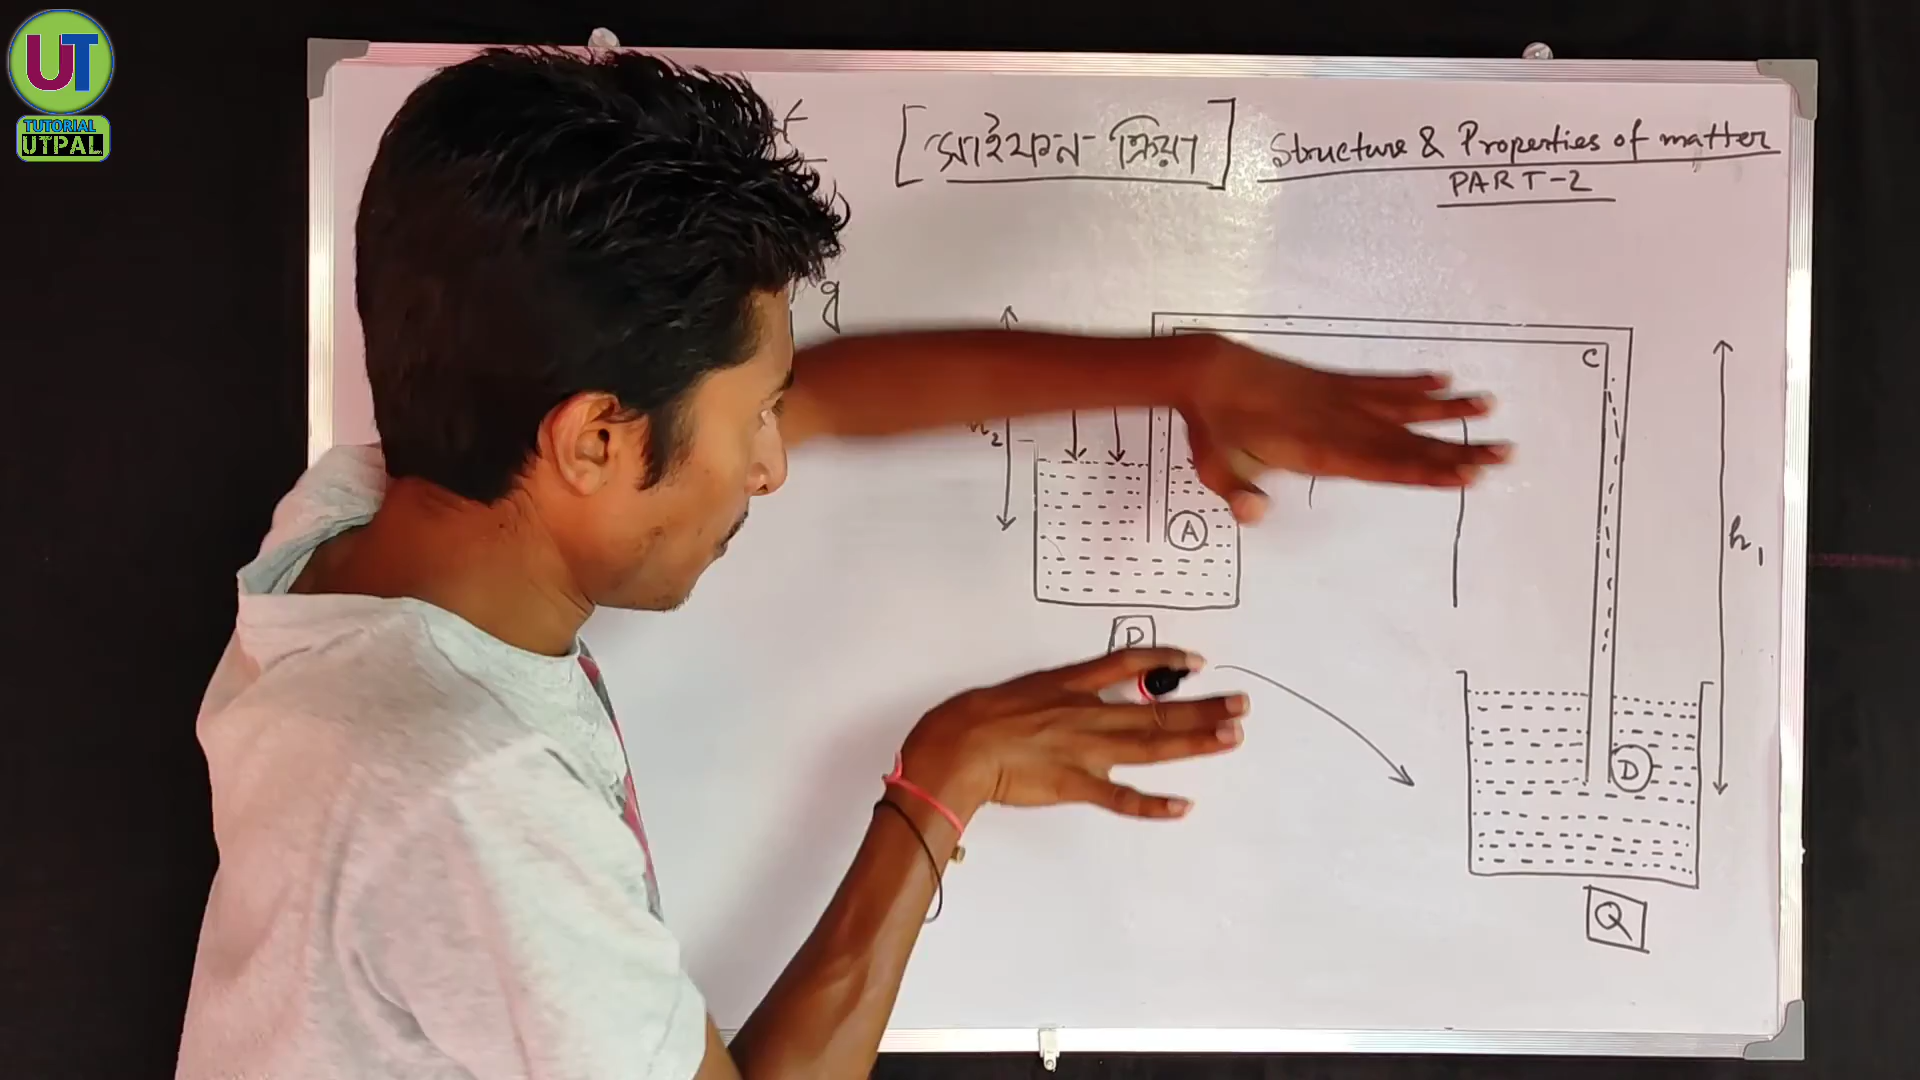 UT
TUTORIAL
UTPAL
[সাইফন ক্রিয়া]
Structure & Properties of matter
PART-2
g
C
h₂
A
h₁
P
D
Q